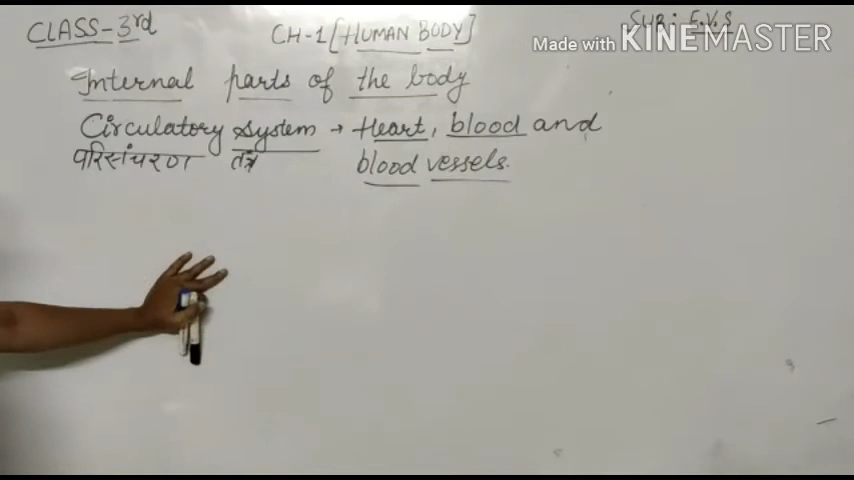 CLASS-3rd CH-1 [HUMAN BODY] SUB: E.V.S
Made with KINEMASTER
Internal parts of the body
Circulatory system → Heart, blood and
परिसंचरण तंत्र blood vessels.